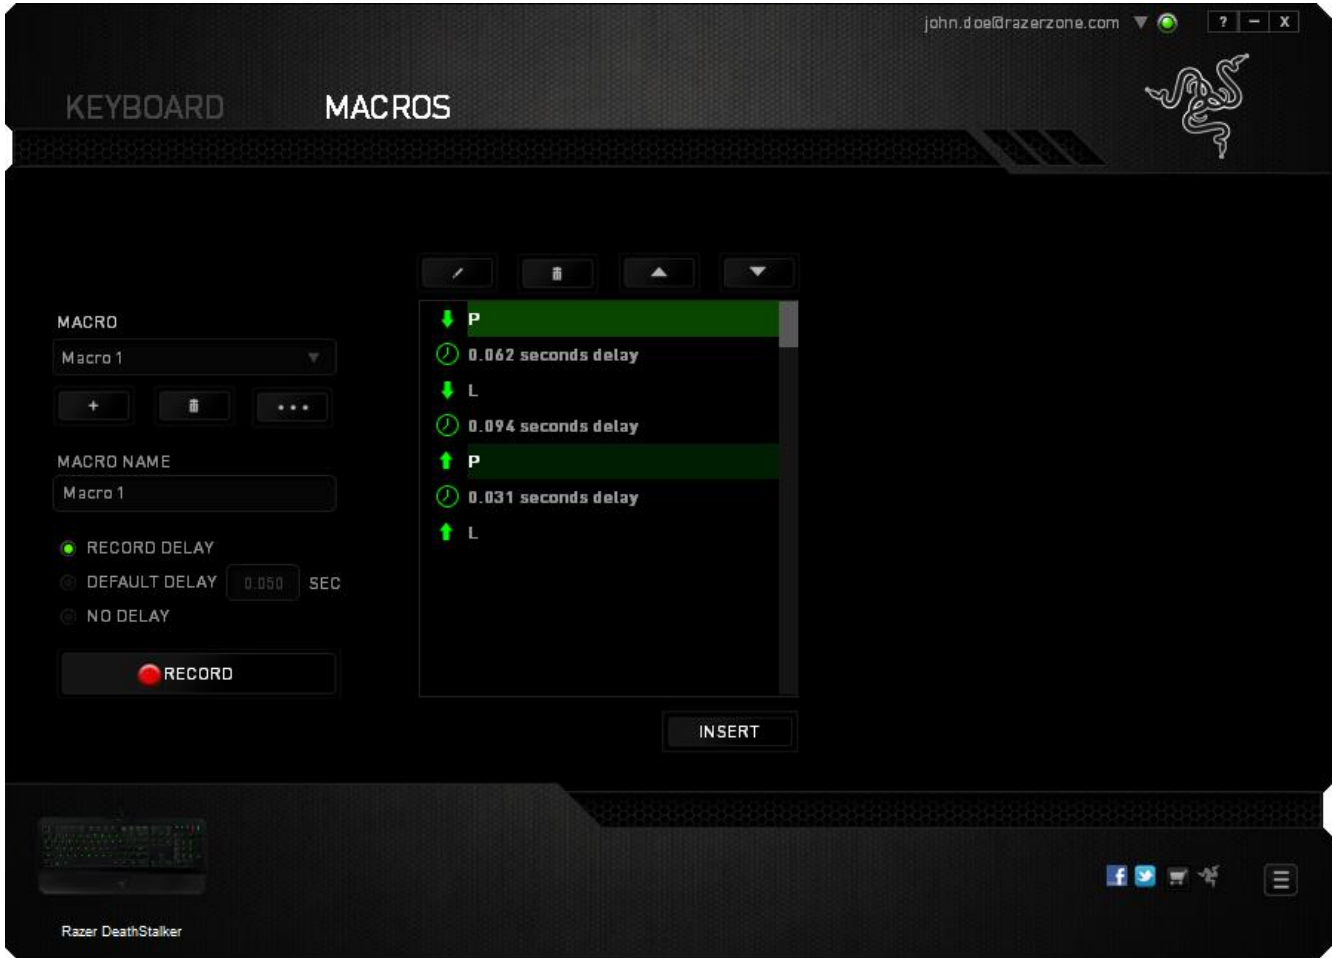 john.doe@razerzone.com
? – X
KEYBOARD MACROS
MACRO
Macro 1
+
MACRO NAME
Macro 1
RECORD DELAY
DEFAULT DELAY 0.050 SEC
NO DELAY
RECORD
P
0.062 seconds delay
L
0.094 seconds delay
P
0.031 seconds delay
L
INSERT
Razer DeathStalker